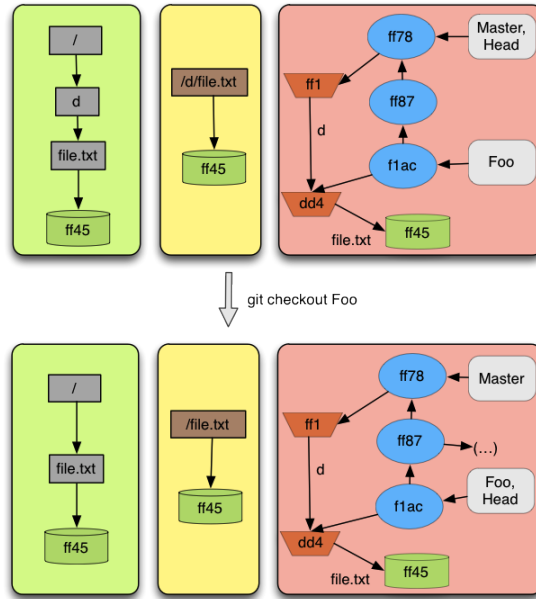 /
d
file.txt
ff45
/d/file.txt
ff45
ff78
Master,
Head
ff1
ff87
d
f1ac
Foo
dd4
file.txt
ff45
git checkout Foo
/
file.txt
ff45
/file.txt
ff45
ff78
Master
ff1
ff87
(...)
d
f1ac
Foo,
Head
dd4
file.txt
ff45